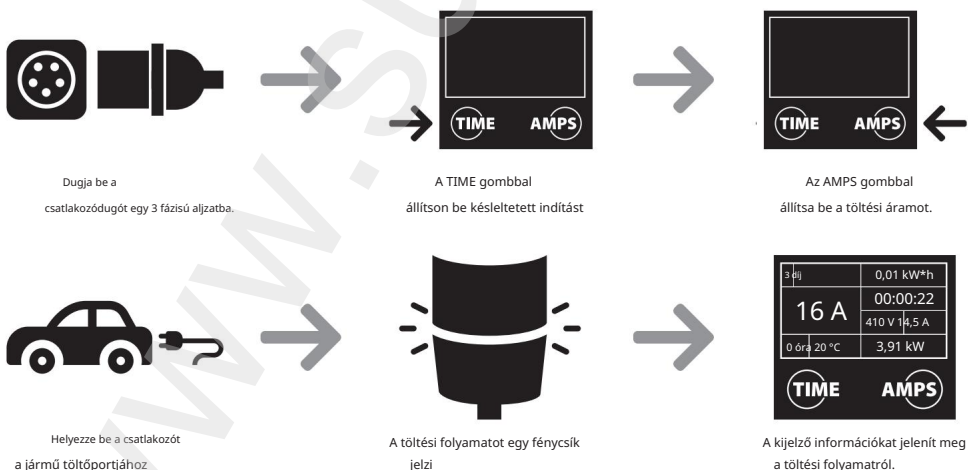 TIME AMPS
TIME AMPS
Dugja be a
csatlakozódugót egy 3 fázisú aljzatba.
A TIME gombbal
állítson be késleltetett indítást
Az AMPS gombbal
állítsa be a töltési áramot.
3 díj
0,01 kW*h
16 A
00:00:22
410 V 14,5 A
0 óra 20 °C
3,91 kW
TIME AMPS
Helyezze be a csatlakozót
a jármű töltőportjához
A töltési folyamatot egy fénycsík
jelzi
A kijelző információkat jelenít meg
a töltési folyamatról.